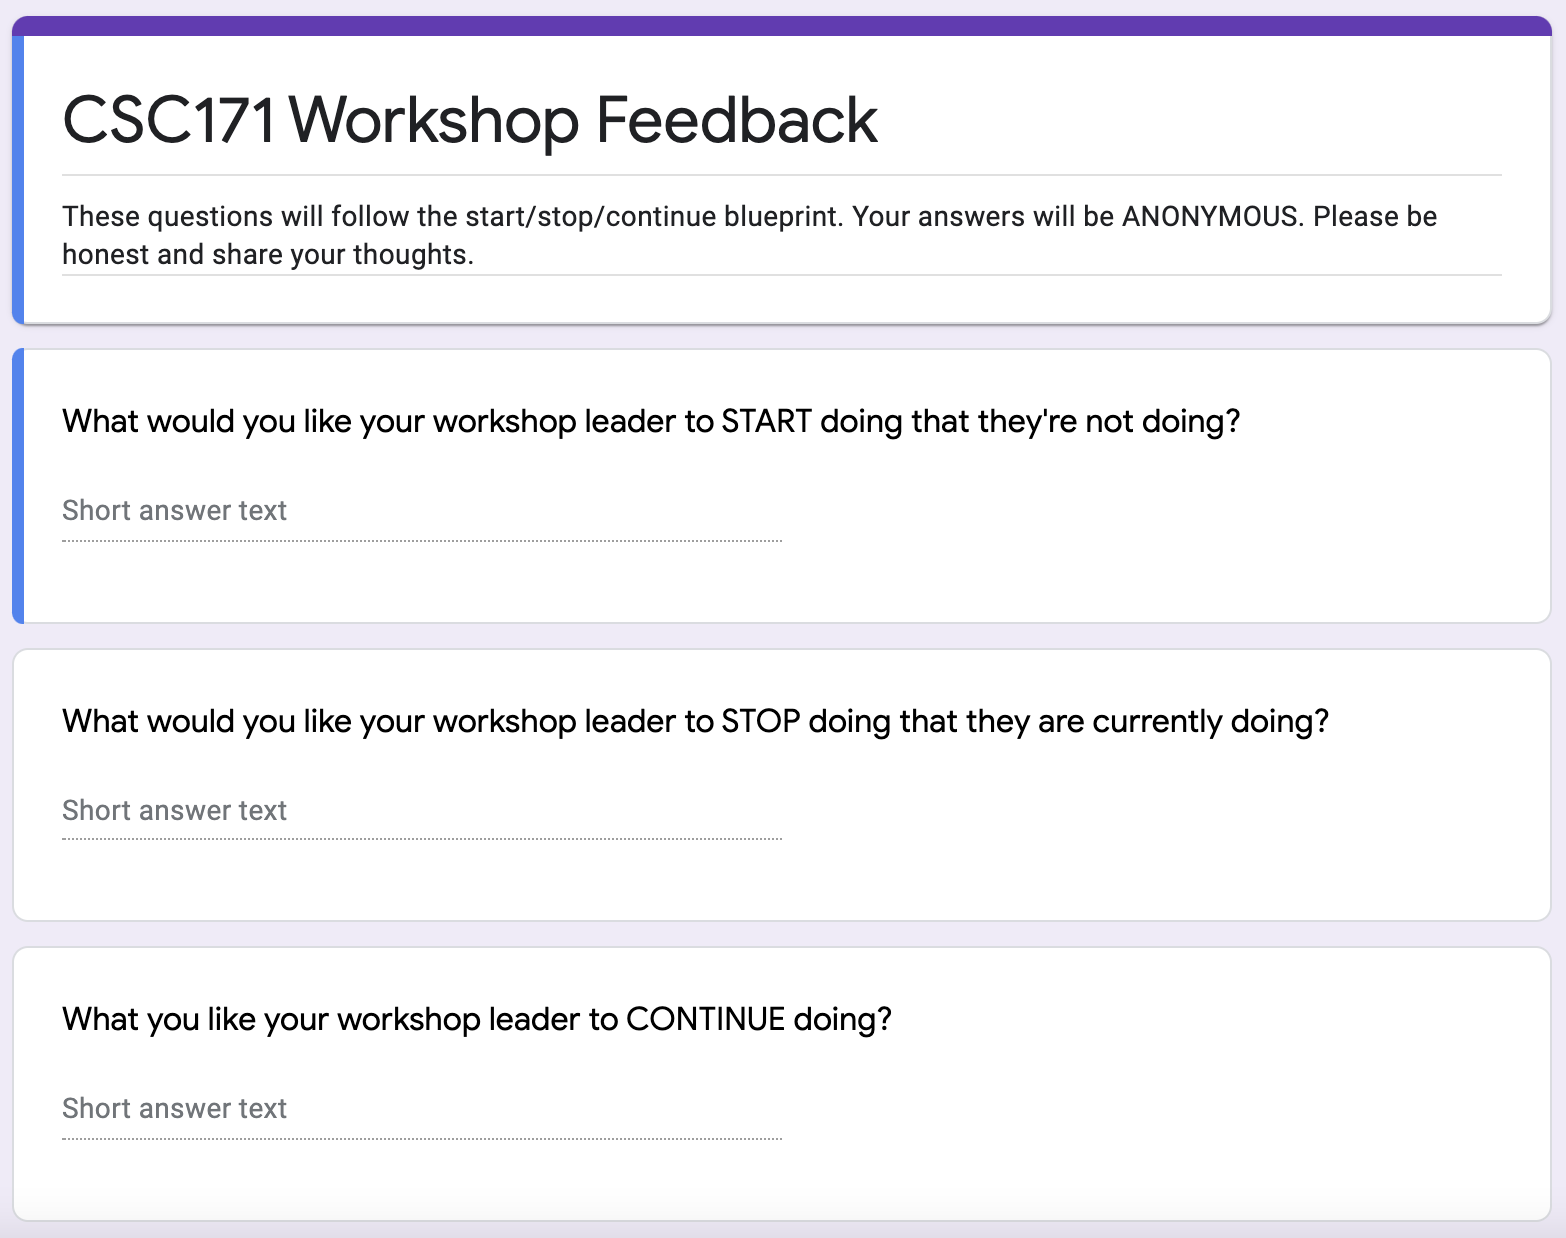 CSC171 Workshop Feedback
These questions will follow the start/stop/continue blueprint. Your answers will be ANONYMOUS. Please be
honest and share your thoughts.
What would you like your workshop leader to START doing that they're not doing?
Short answer text
What would you like your workshop leader to STOP doing that they are currently doing?
Short answer text
What you like your workshop leader to CONTINUE doing?
Short answer text